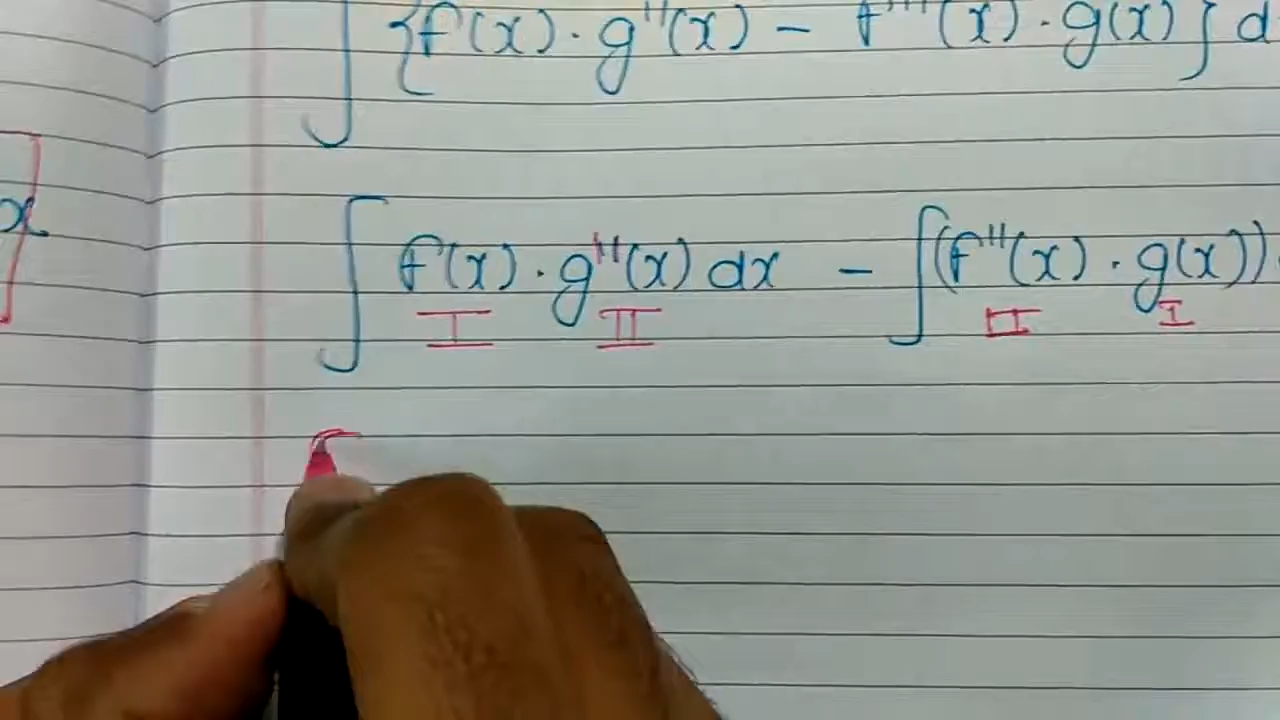 ∫ {f(x) · g''(x) − f''(x) · g(x)} d
x
∫ f(x) · g''(x) dx − ∫(f''(x) · g(x))
I II II I